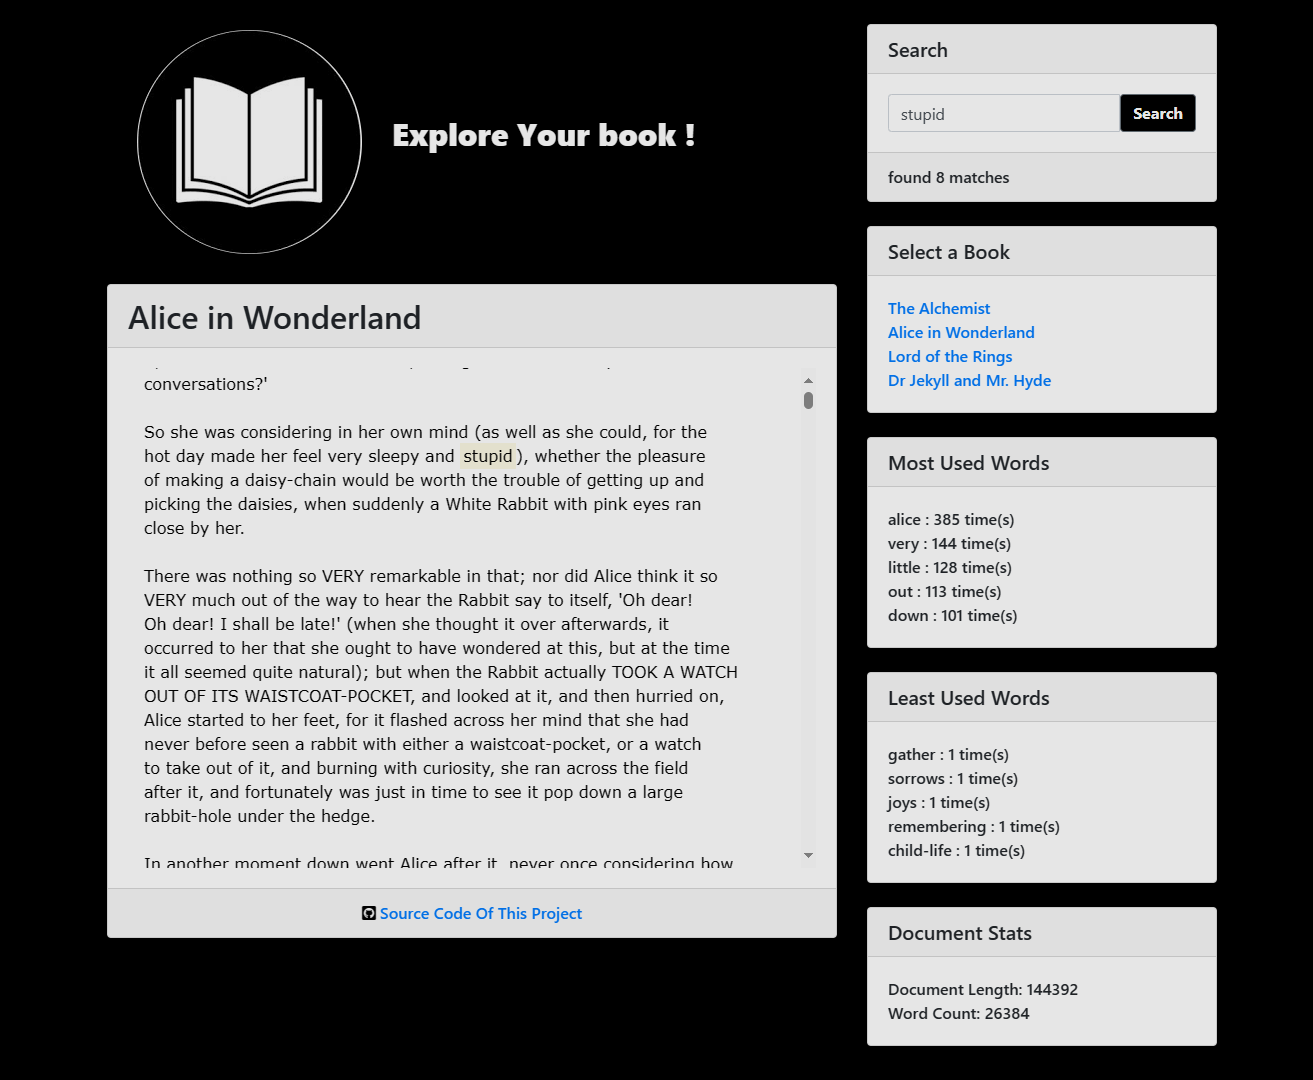 Explore Your book !
Alice in Wonderland
conversations?'
So she was considering in her own mind (as well as she could, for the
hot day made her feel very sleepy and stupid), whether the pleasure
of making a daisy-chain would be worth the trouble of getting up and
picking the daisies, when suddenly a White Rabbit with pink eyes ran
close by her.
There was nothing so VERY remarkable in that; nor did Alice think it so
VERY much out of the way to hear the Rabbit say to itself, 'Oh dear!
Oh dear! I shall be late!' (when she thought it over afterwards, it
occurred to her that she ought to have wondered at this, but at the time
it all seemed quite natural); but when the Rabbit actually TOOK A WATCH
OUT OF ITS WAISTCOAT-POCKET, and looked at it, and then hurried on,
Alice started to her feet, for it flashed across her mind that she had
never before seen a rabbit with either a waistcoat-pocket, or a watch
to take out of it, and burning with curiosity, she ran across the field
after it, and fortunately was just in time to see it pop down a large
rabbit-hole under the hedge.
In another moment down went Alice after it, never once considering how
Source Code Of This Project
Search
stupid
Search
found 8 matches
Select a Book
The Alchemist
Alice in Wonderland
Lord of the Rings
Dr Jekyll and Mr. Hyde
Most Used Words
alice : 385 time(s)
very : 144 time(s)
little : 128 time(s)
out : 113 time(s)
down : 101 time(s)
Least Used Words
gather : 1 time(s)
sorrows : 1 time(s)
joys : 1 time(s)
remembering : 1 time(s)
child-life : 1 time(s)
Document Stats
Document Length: 144392
Word Count: 26384